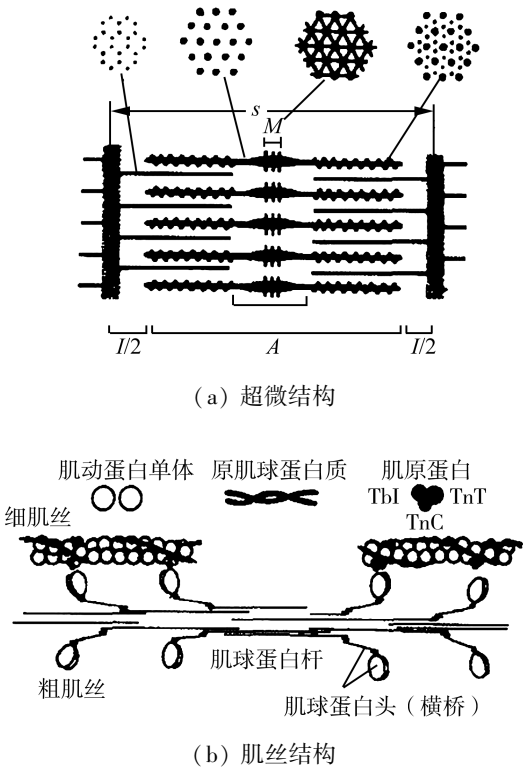 s
M
I/2
A
I/2
(a) 超微结构
肌动蛋白单体
原肌球蛋白质
肌原蛋白
TbI
TnT
TnC
细肌丝
肌球蛋白杆
粗肌丝
肌球蛋白头（横桥）
(b) 肌丝结构